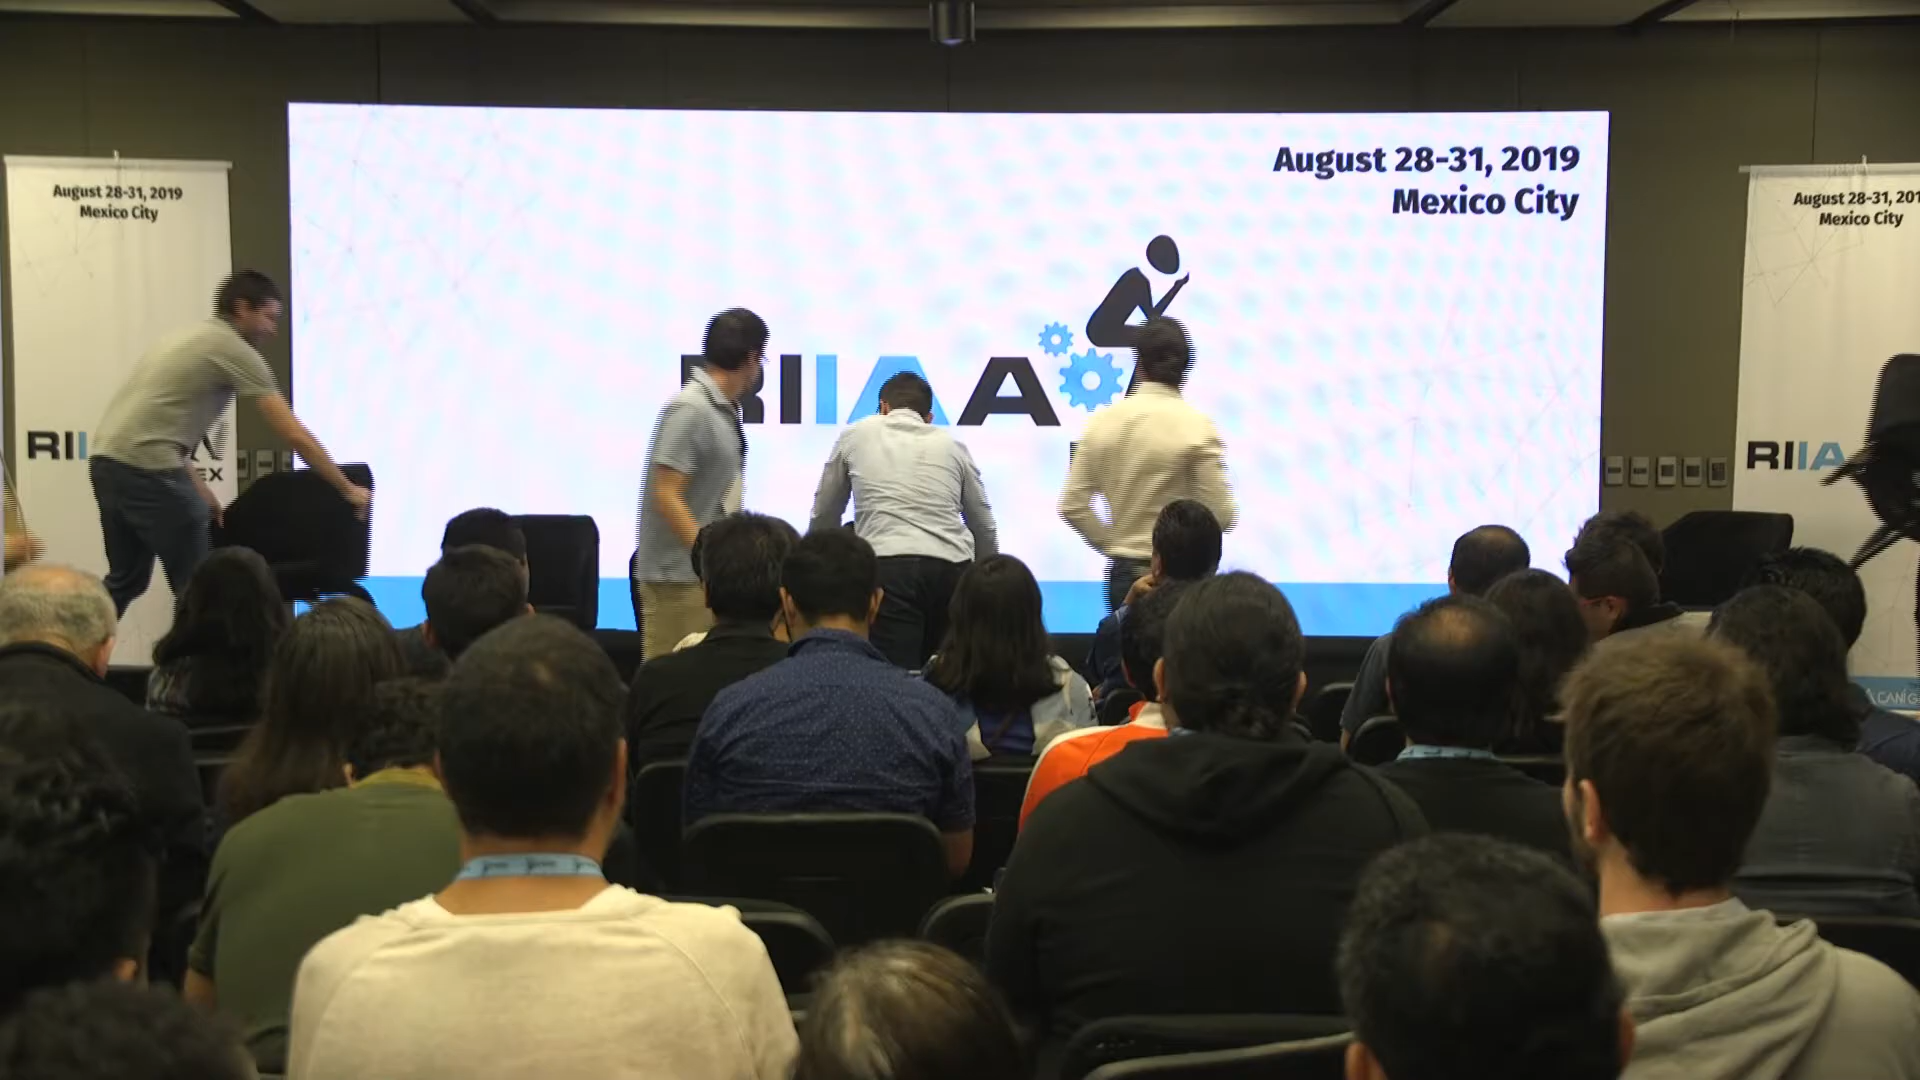 August 28-31, 2019
Mexico City
August 28-31, 2019
Mexico City
August 28-31, 201
Mexico City
RIIAA
RII
EX
RIIA